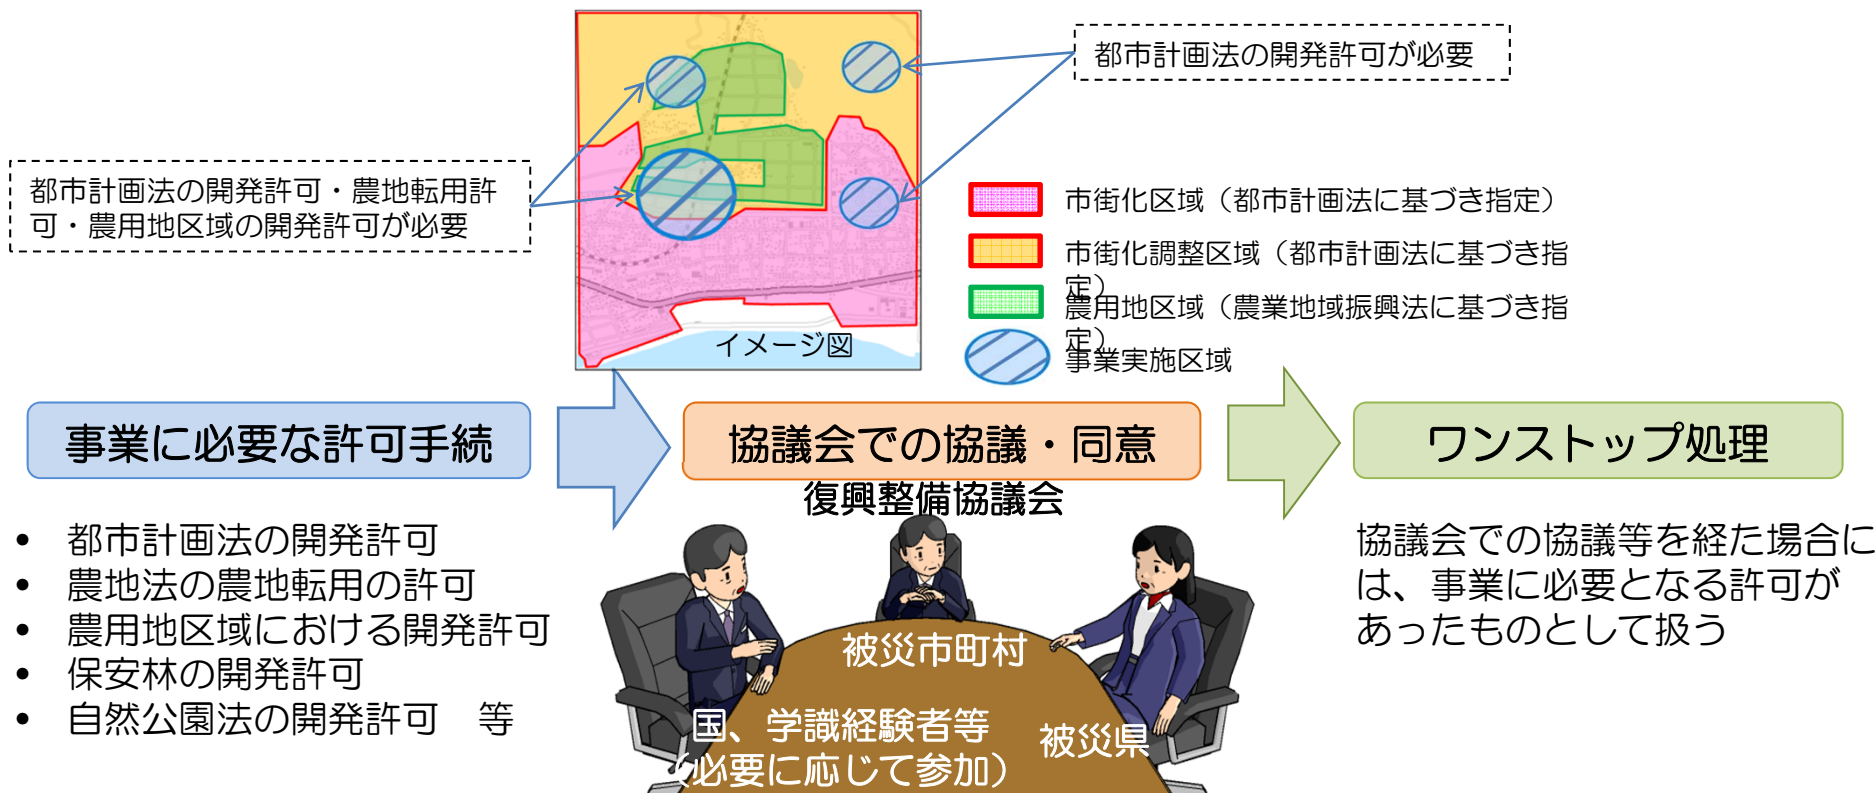 都市計画法の開発許可が必要
都市計画法の開発許可・農地転用許
可・農用地区域の開発許可が必要
市街化区域（都市計画法に基づき指定）
市街化調整区域（都市計画法に基づき指
定）
農用地区域（農業地域振興法に基づき指
定）
事業実施区域
イメージ図
事業に必要な許可手続
協議会での協議・同意
ワンストップ処理
• 都市計画法の開発許可
• 農地法の農地転用の許可
• 農用地区域における開発許可
• 保安林の開発許可
• 自然公園法の開発許可　等
復興整備協議会
被災市町村
国、学識経験者等
（必要に応じて参加）
被災県
協議会での協議等を経た場合に
は、事業に必要となる許可が
あったものとして扱う